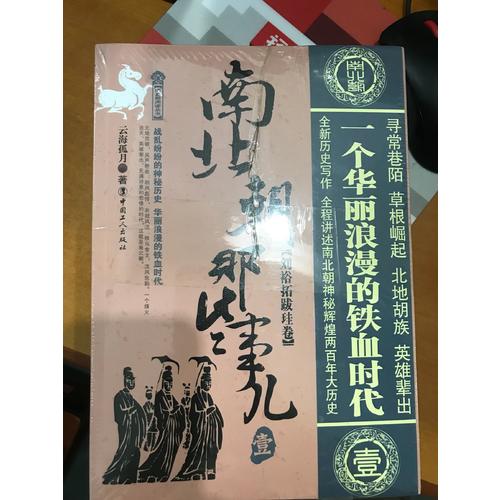 南北朝
寻常巷陌 草根崛起 北地胡族 英雄辈出
一个华丽浪漫的铁血时代
全新历史写作 全程讲述南北朝神秘辉煌两百年大历史
壹
南北朝那些事儿
壹
【刘裕拓跋珪卷】
战乱纷纷的神秘历史 华丽浪漫的铁血时代
云海孤月 著
中国工人出版社